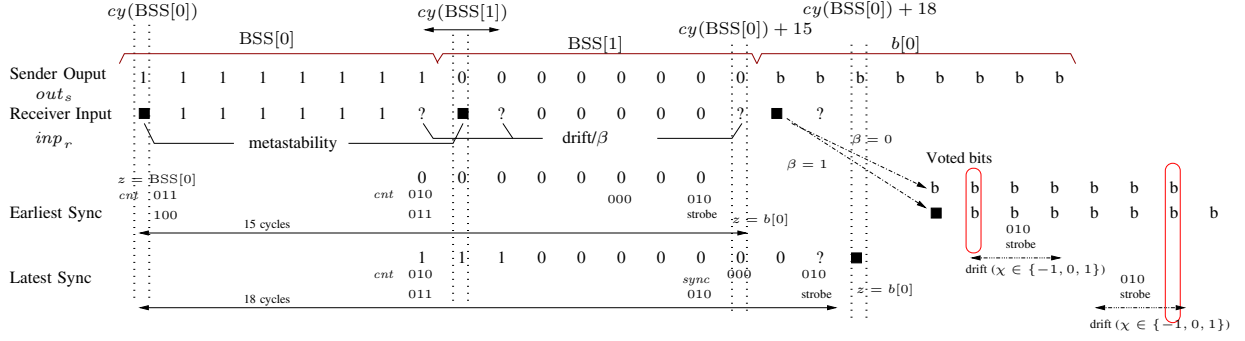 cy(BSS[0]) cy(BSS[1]) cy(BSS[0]) + 18
cy(BSS[0]) + 15
BSS[0] BSS[1] b[0]
Sender Ouput 1 1 1 1 1 1 1 1 0 0 0 0 0 0 0 0 b b b b b b b b
out_s
Receiver Input ■ 1 1 1 1 1 1 ? ■ ? 0 0 0 0 0 ? ■ ?
inp_r metastability drift/β β = 0
β = 1 Voted bits
z = BSS[0] 0 0 0 0 0 0 0 0 b b b b b b b
cnt 011 cnt 010 000 010
Earliest Sync 100 011 strobe z = b[0] ■ b b b b b b b
15 cycles 010
strobe
1 1 1 0 0 0 0 0 0 0 ? ■
drift (χ ∈ {−1, 0, 1})
Latest Sync cnt 010 sync 000 010 010
011 010 strobe z = b[0] strobe
18 cycles
drift (χ ∈ {−1, 0, 1})